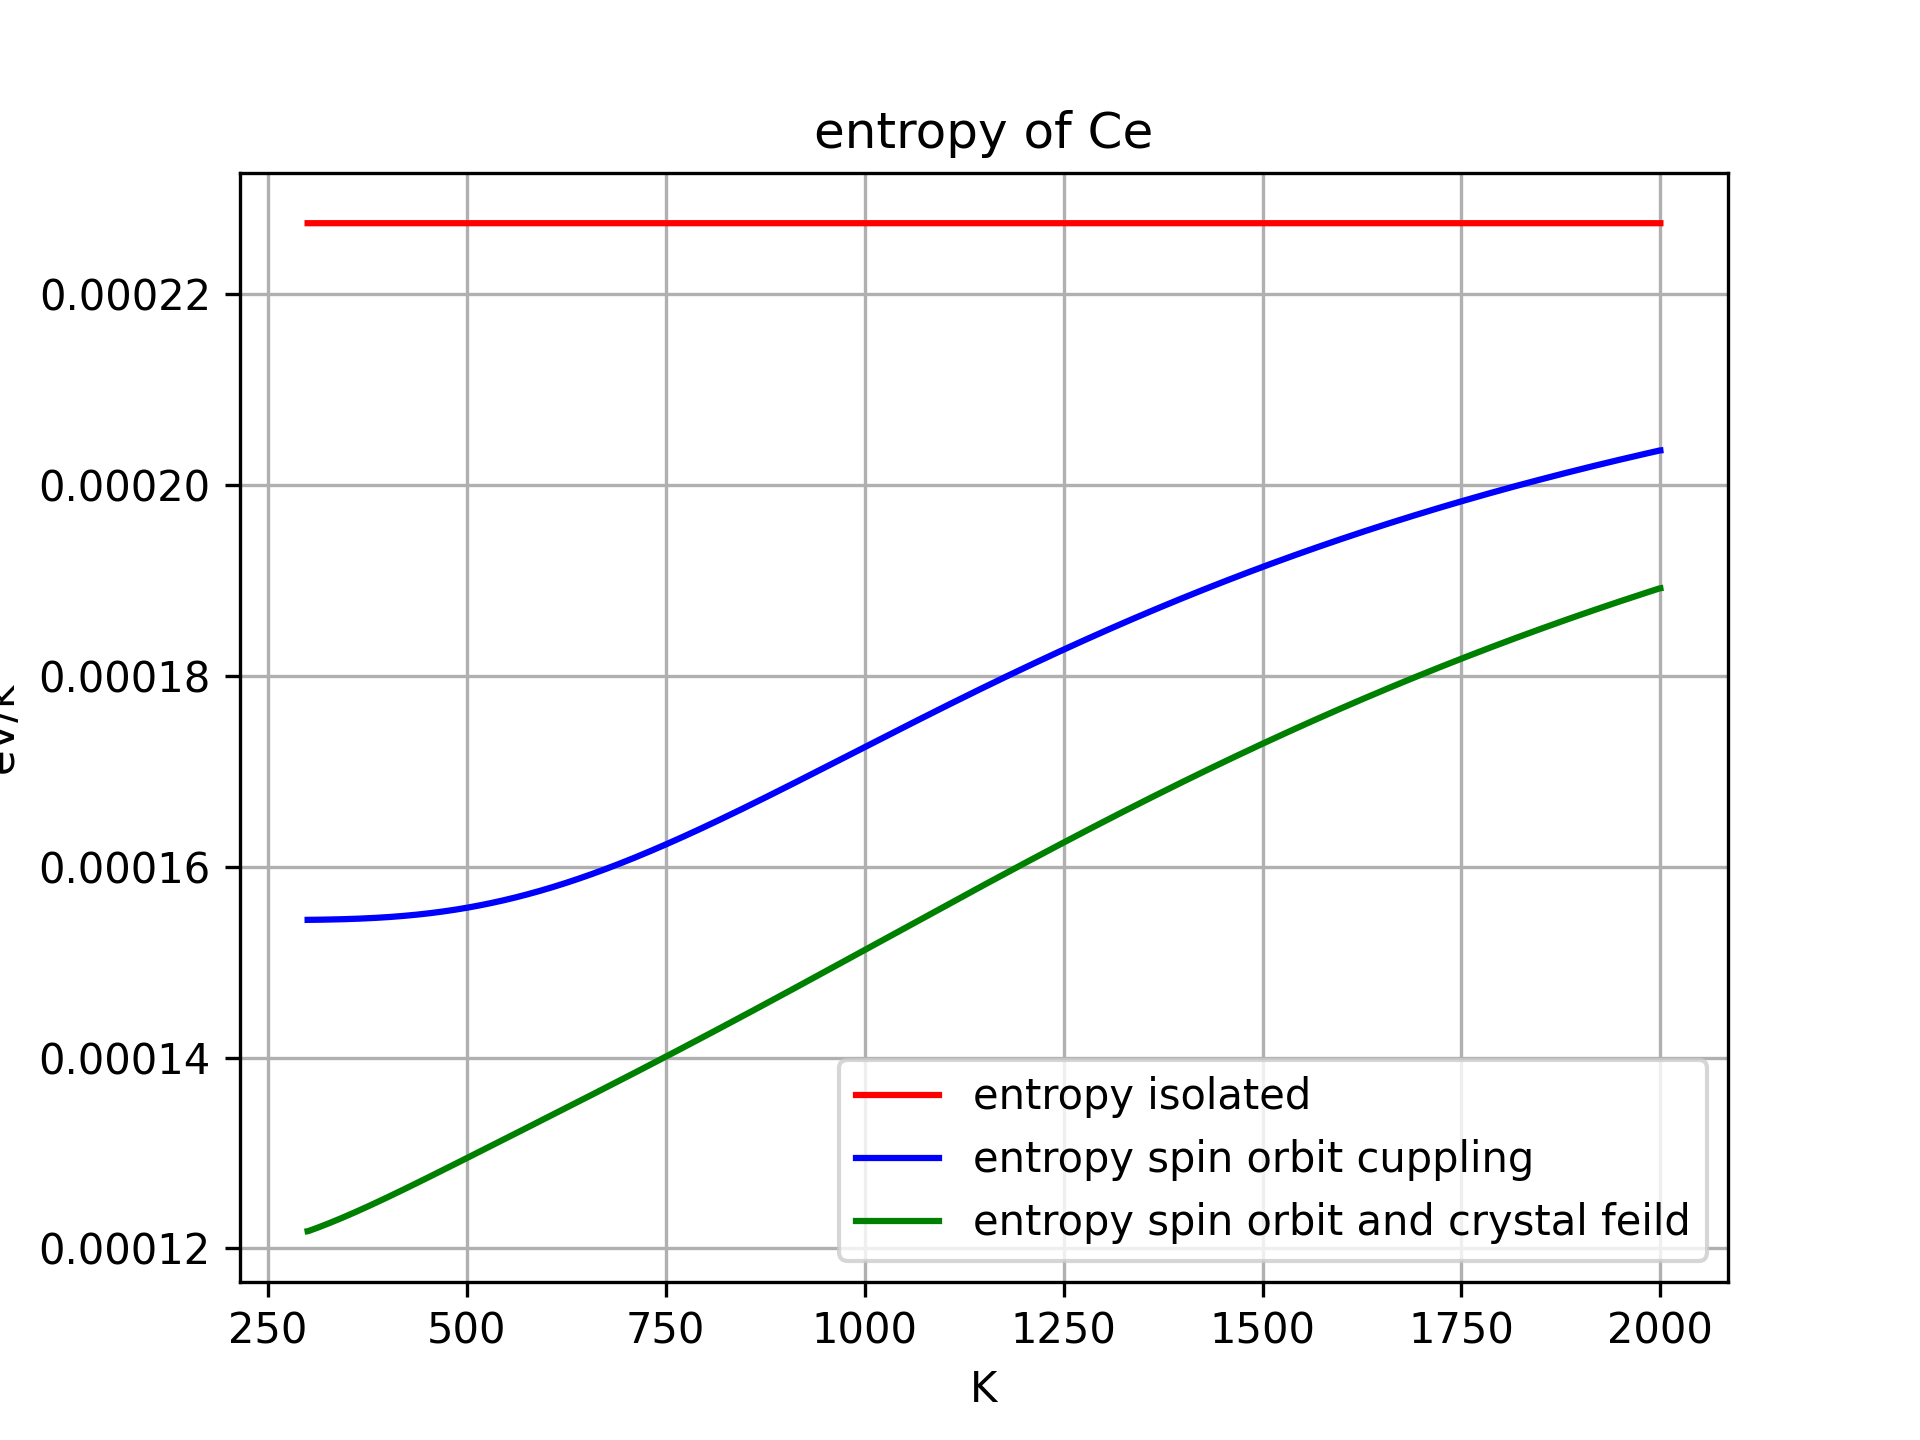 entropy of Ce
0.00022
0.00020
0.00018
0.00016
0.00014
0.00012
entropy isolated
entropy spin orbit cuppling
entropy spin orbit and crystal feild
250 500 750 1000 1250 1500 1750 2000
K